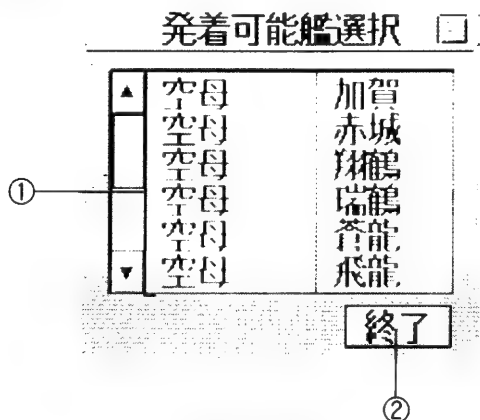 発着可能艦選択
空母 加賀
空母 赤城
空母 翔鶴
① 空母 瑞鶴
空母 蒼龍
空母 飛龍
終了
②